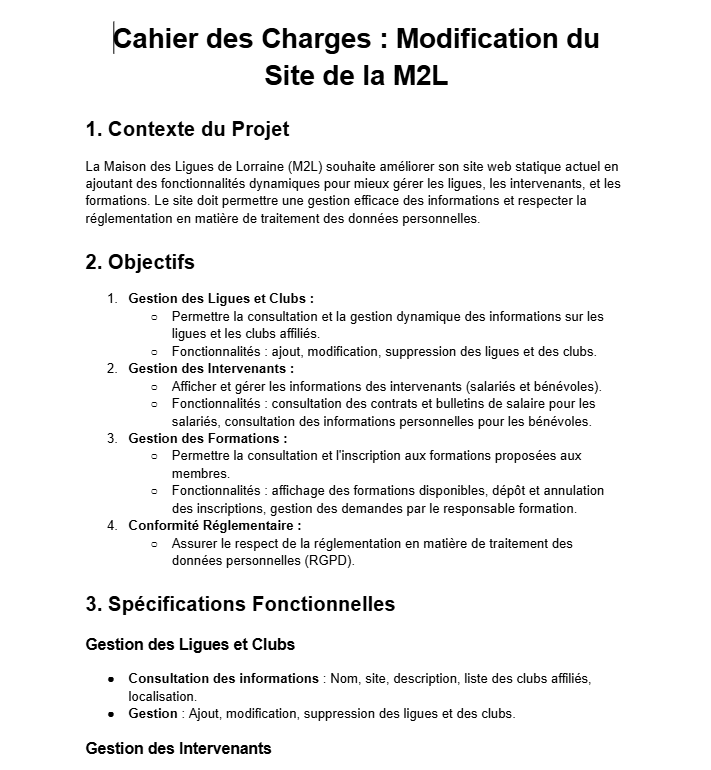 Cahier des Charges : Modification du
Site de la M2L
1. Contexte du Projet
La Maison des Ligues de Lorraine (M2L) souhaite améliorer son site web statique actuel en
ajoutant des fonctionnalités dynamiques pour mieux gérer les ligues, les intervenants, et les
formations. Le site doit permettre une gestion efficace des informations et respecter la
réglementation en matière de traitement des données personnelles.
2. Objectifs
1. Gestion des Ligues et Clubs :
○ Permettre la consultation et la gestion dynamique des informations sur les
ligues et les clubs affiliés.
○ Fonctionnalités : ajout, modification, suppression des ligues et des clubs.
2. Gestion des Intervenants :
○ Afficher et gérer les informations des intervenants (salariés et bénévoles).
○ Fonctionnalités : consultation des contrats et bulletins de salaire pour les
salariés, consultation des informations personnelles pour les bénévoles.
3. Gestion des Formations :
○ Permettre la consultation et l'inscription aux formations proposées aux
membres.
○ Fonctionnalités : affichage des formations disponibles, dépôt et annulation
des inscriptions, gestion des demandes par le responsable formation.
4. Conformité Réglementaire :
○ Assurer le respect de la réglementation en matière de traitement des
données personnelles (RGPD).
3. Spécifications Fonctionnelles
Gestion des Ligues et Clubs
● Consultation des informations : Nom, site, description, liste des clubs affiliés,
localisation.
● Gestion : Ajout, modification, suppression des ligues et des clubs.
Gestion des Intervenants